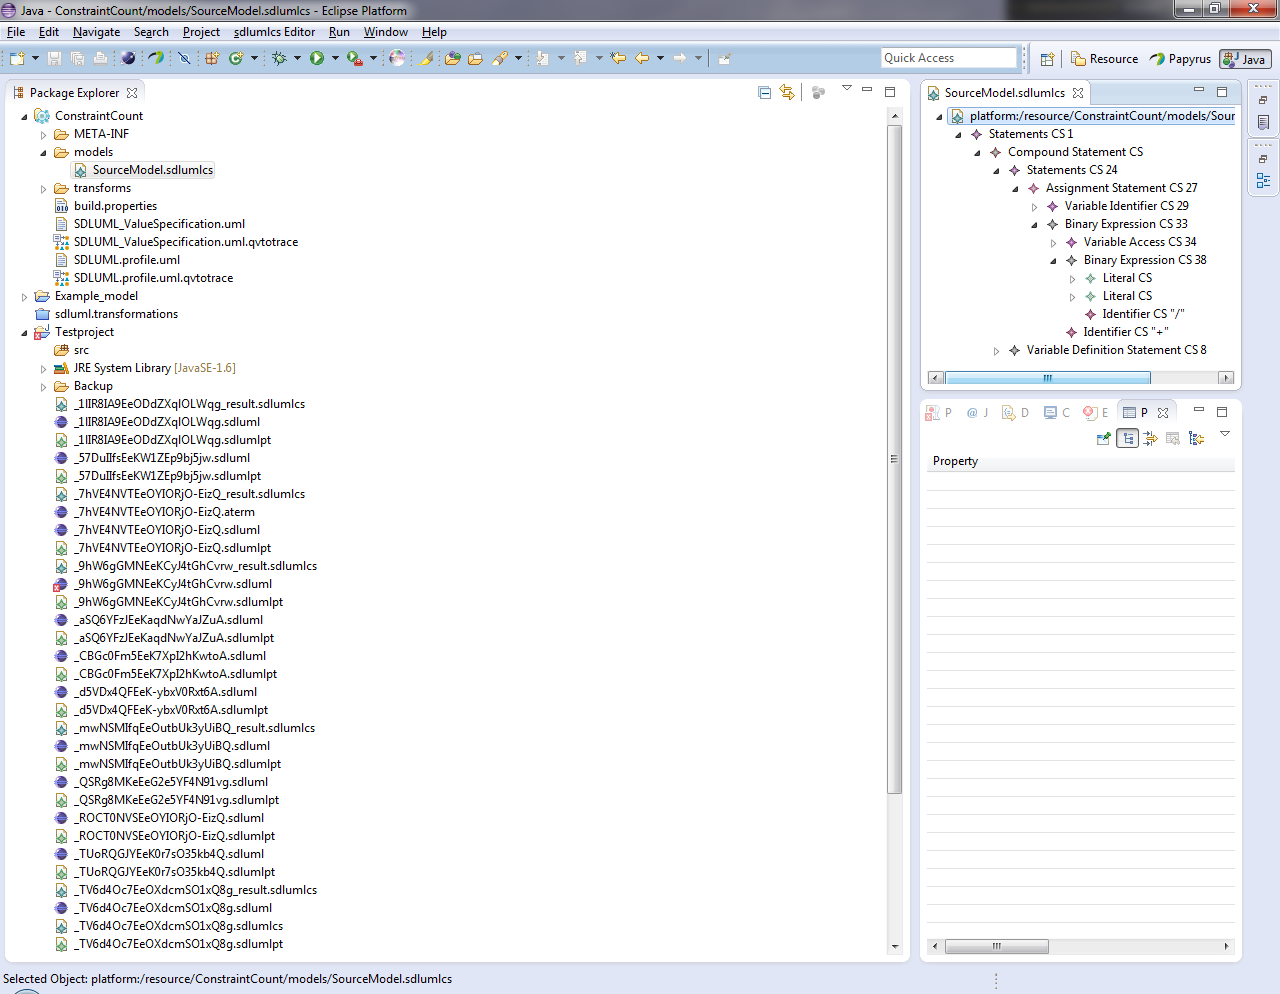 Java - ConstraintCount/models/SourceModel.sdlumlcs - Eclipse Platform
File Edit Navigate Search Project sdlumlcs Editor Run Window Help
Quick Access
Resource Papyrus Java
Package Explorer
ConstraintCount
META-INF
models
SourceModel.sdlumlcs
transforms
build.properties
SDLUML_ValueSpecification.uml
SDLUML_ValueSpecification.uml.qvtotrace
SDLUML.profile.uml
SDLUML.profile.uml.qvtotrace
Example_model
sdluml.transformations
Testproject
src
JRE System Library [JavaSE-1.6]
Backup
_1lIR8IA9EeODdZXqlOLWqg_result.sdlumlcs
_1lIR8IA9EeODdZXqlOLWqg.sdluml
_1lIR8IA9EeODdZXqlOLWqg.sdlumlpt
_57DuIIfsEeKW1ZEp9bj5jw.sdluml
_57DuIIfsEeKW1ZEp9bj5jw.sdlumlpt
_7hVE4NVTEeOYIORjO-EizQ_result.sdlumlcs
_7hVE4NVTEeOYIORjO-EizQ.aterm
_7hVE4NVTEeOYIORjO-EizQ.sdluml
_7hVE4NVTEeOYIORjO-EizQ.sdlumlpt
_9hW6gGMNEeKCyJ4tGhCvrw_result.sdlumlcs
_9hW6gGMNEeKCyJ4tGhCvrw.sdluml
_9hW6gGMNEeKCyJ4tGhCvrw.sdlumlpt
_aSQ6YFzJEeKaqdNwYaJZuA.sdluml
_aSQ6YFzJEeKaqdNwYaJZuA.sdlumlpt
_CBGc0Fm5EeK7XpI2hKwtoA.sdluml
_CBGc0Fm5EeK7XpI2hKwtoA.sdlumlpt
_d5VDx4QFEeK-ybxV0Rxt6A.sdluml
_d5VDx4QFEeK-ybxV0Rxt6A.sdlumlpt
_mwNSMIfqEeOutbUk3yUiBQ_result.sdlumlcs
_mwNSMIfqEeOutbUk3yUiBQ.sdluml
_mwNSMIfqEeOutbUk3yUiBQ.sdlumlpt
_QSRg8MKeEeG2e5YF4N91vg.sdluml
_QSRg8MKeEeG2e5YF4N91vg.sdlumlpt
_ROCT0NVSEeOYIORjO-EizQ.sdluml
_ROCT0NVSEeOYIORjO-EizQ.sdlumlpt
_TUoRQGJYEeK0r7sO35kb4Q.sdluml
_TUoRQGJYEeK0r7sO35kb4Q.sdlumlpt
_TV6d4Oc7EeOXdcmSO1xQ8g_result.sdlumlcs
_TV6d4Oc7EeOXdcmSO1xQ8g.sdluml
_TV6d4Oc7EeOXdcmSO1xQ8g.sdlumlcs
_TV6d4Oc7EeOXdcmSO1xQ8g.sdlumlpt
SourceModel.sdlumlcs
platform:/resource/ConstraintCount/models/Sour
Statements CS 1
Compound Statement CS
Statements CS 24
Assignment Statement CS 27
Variable Identifier CS 29
Binary Expression CS 33
Variable Access CS 34
Binary Expression CS 38
Literal CS
Literal CS
Identifier CS "/"
Identifier CS "+"
Variable Definition Statement CS 8
P @ J D C E P
Property
Selected Object: platform:/resource/ConstraintCount/models/SourceModel.sdlumlcs